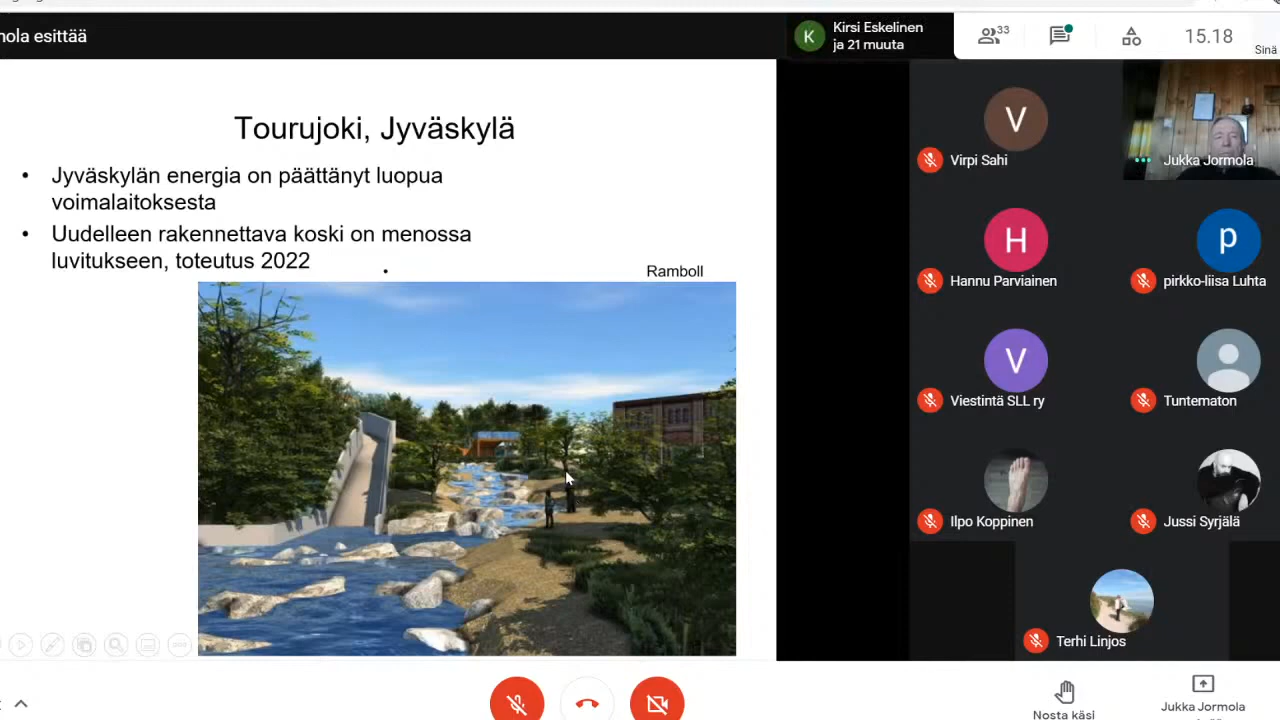 nola esittää
K
Kirsi Eskelinen
ja 21 muuta
33
15.18
Sinä
Tourujoki, Jyväskylä
• Jyväskylän energia on päättänyt luopua
voimalaitoksesta
• Uudelleen rakennettava koski on menossa
luvitukseen, toteutus 2022
•
Ramboll
V
Virpi Sahi
Jukka Jormola
H
Hannu Parviainen
p
pirkko-liisa Luhta
V
Viestintä SLL ry
Tuntematon
Ilpo Koppinen
Jussi Syrjälä
Terhi Linjos
Nosta käsi
Jukka Jormola